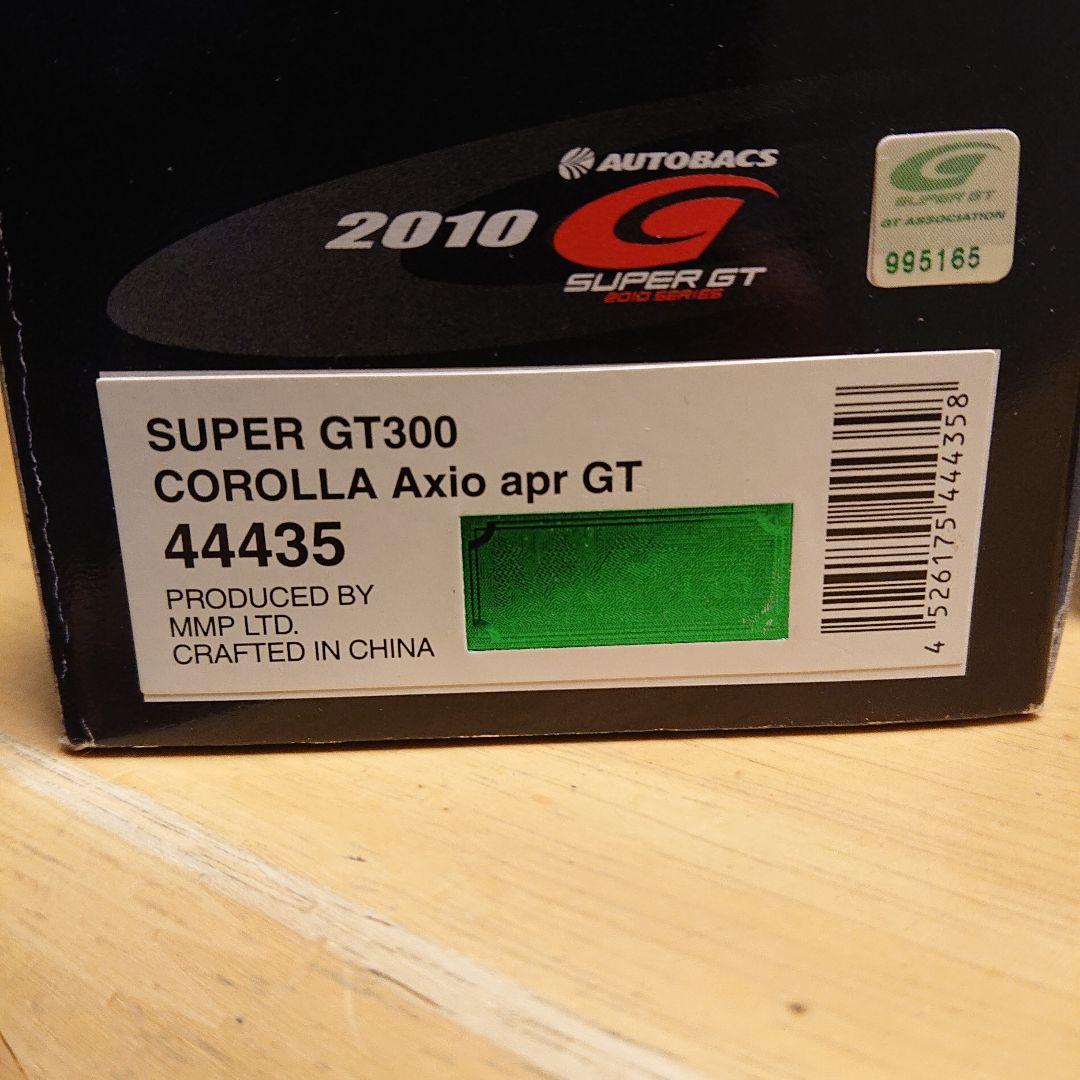 AUTOBACS
2010
SUPER GT
2010 SERIES
SUPER GT
GT ASSOCIATION
995165
SUPER GT300
COROLLA Axio apr GT
44435
PRODUCED BY
MMP LTD.
CRAFTED IN CHINA
4 526175 444358